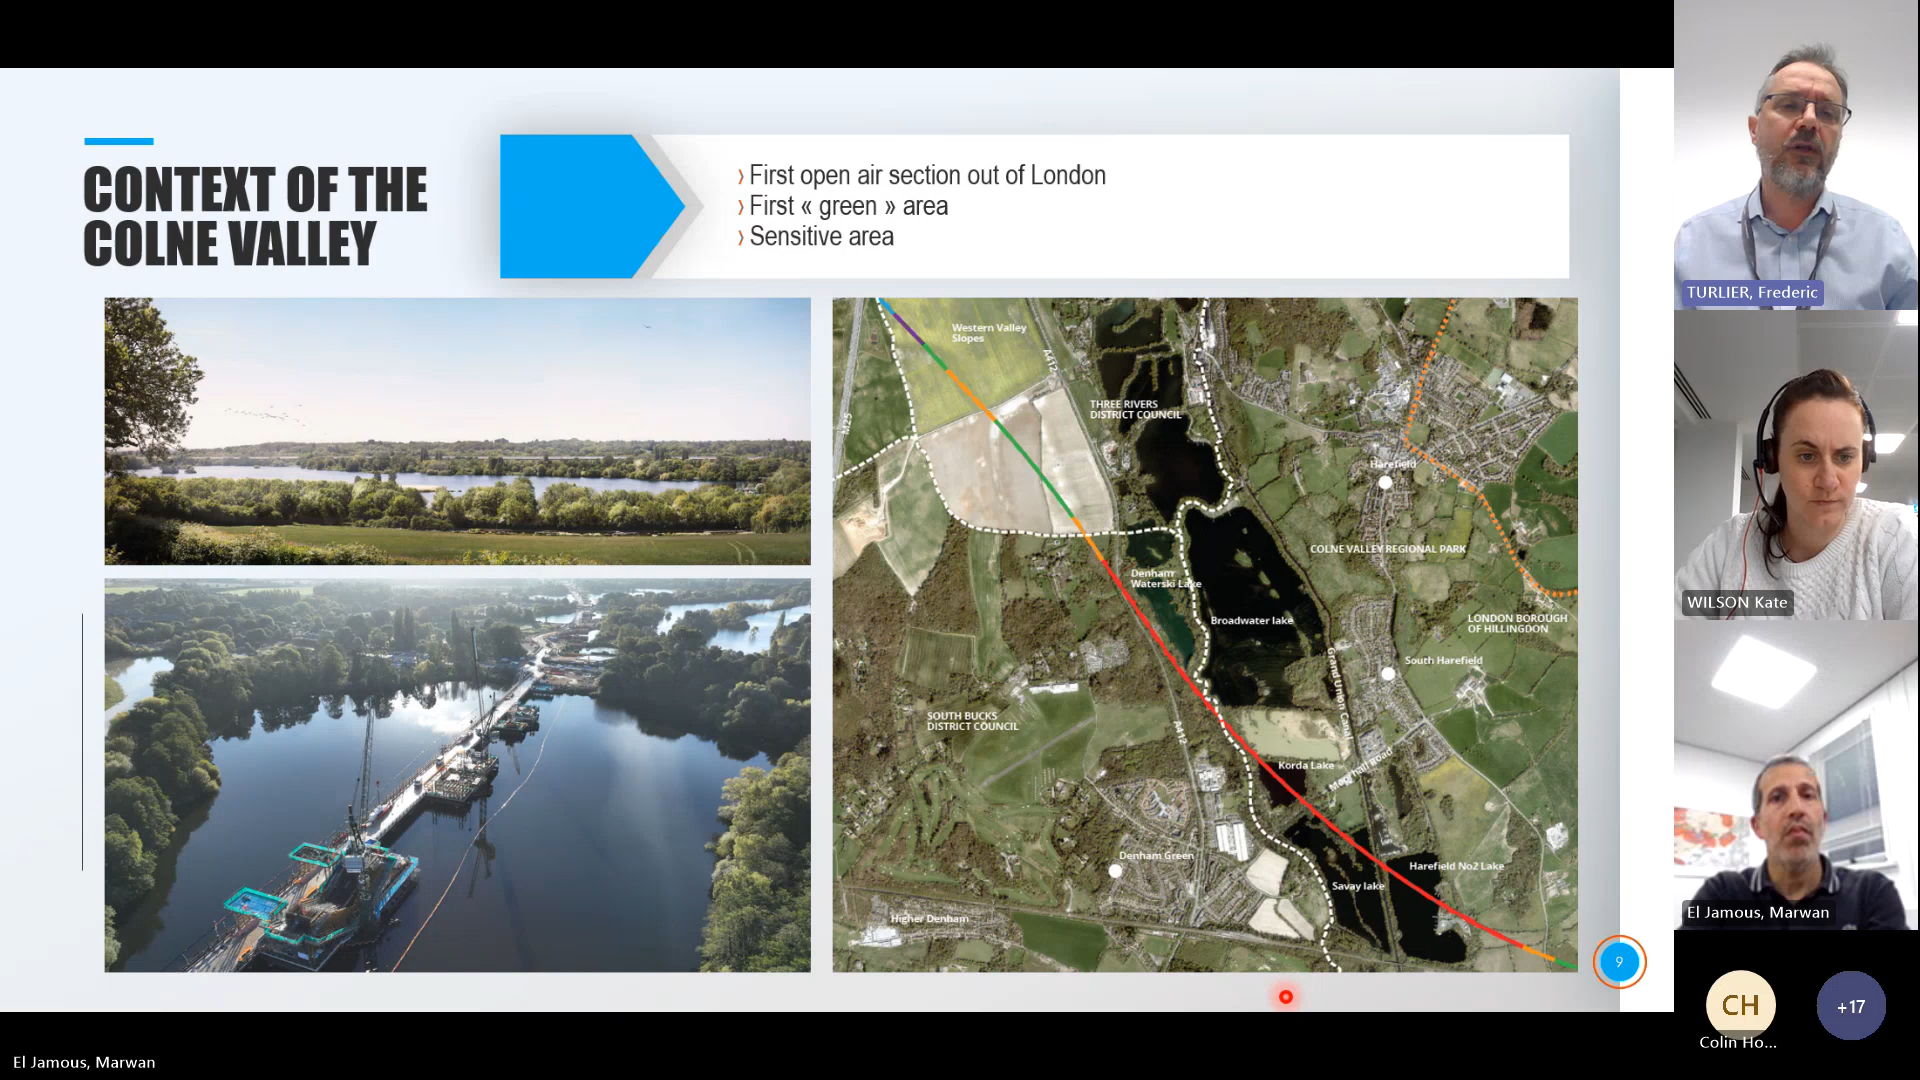 CONTEXT OF THE
COLNE VALLEY
› First open air section out of London
› First « green » area
› Sensitive area
Western Valley
Slopes
A412
M25
THREE RIVERS
DISTRICT COUNCIL
Harefield
COLNE VALLEY REGIONAL PARK
Denham
Waterski Lake
Broadwater lake
LONDON BOROUGH
OF HILLINGDON
Grand Union Canal
South Harefield
SOUTH BUCKS
DISTRICT COUNCIL
A412
Korda Lake
Moorhall Road
Denham Green
Harefield No2 Lake
Savay lake
Higher Denham
9
TURLIER, Frederic
WILSON Kate
El Jamous, Marwan
CH
+17
Colin Ho...
El Jamous, Marwan